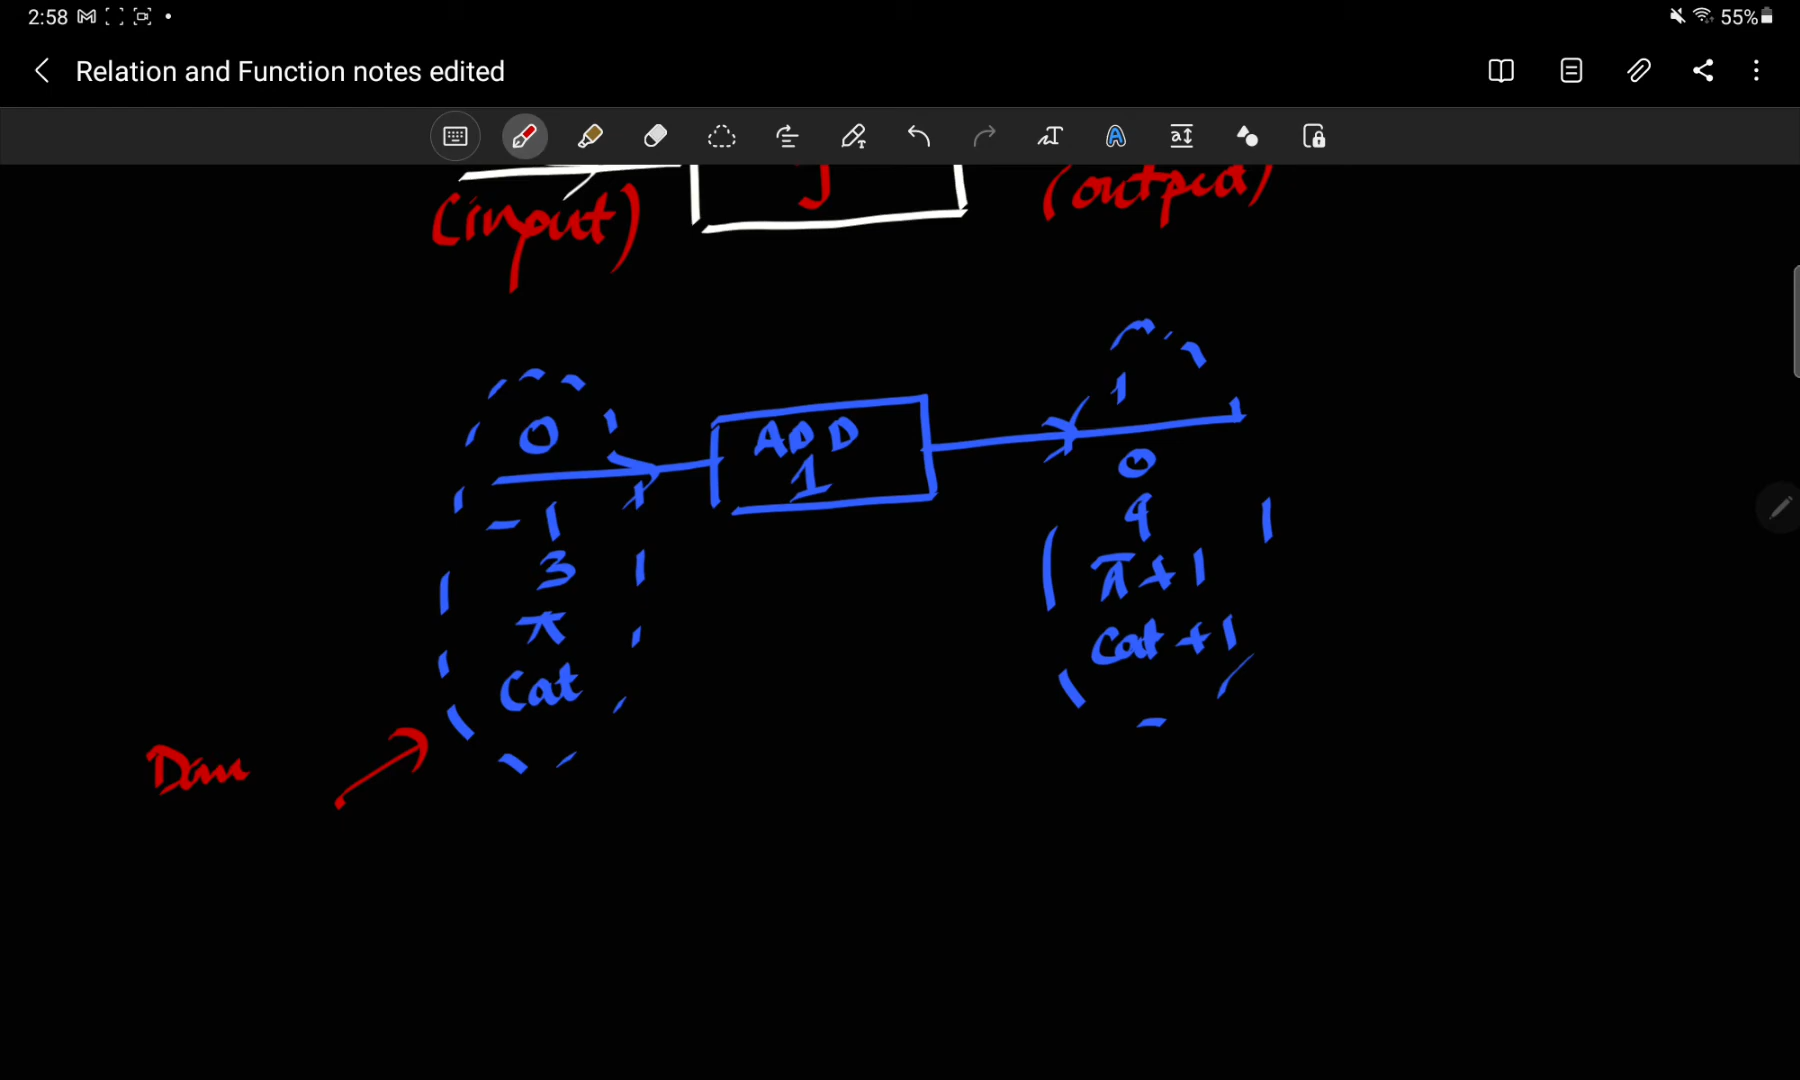 2:58
55%
Relation and Function notes edited
(input)
(output)
0
ADD
1
1
-1
0
3
4
π
π+1
cat
cat+1
Dom